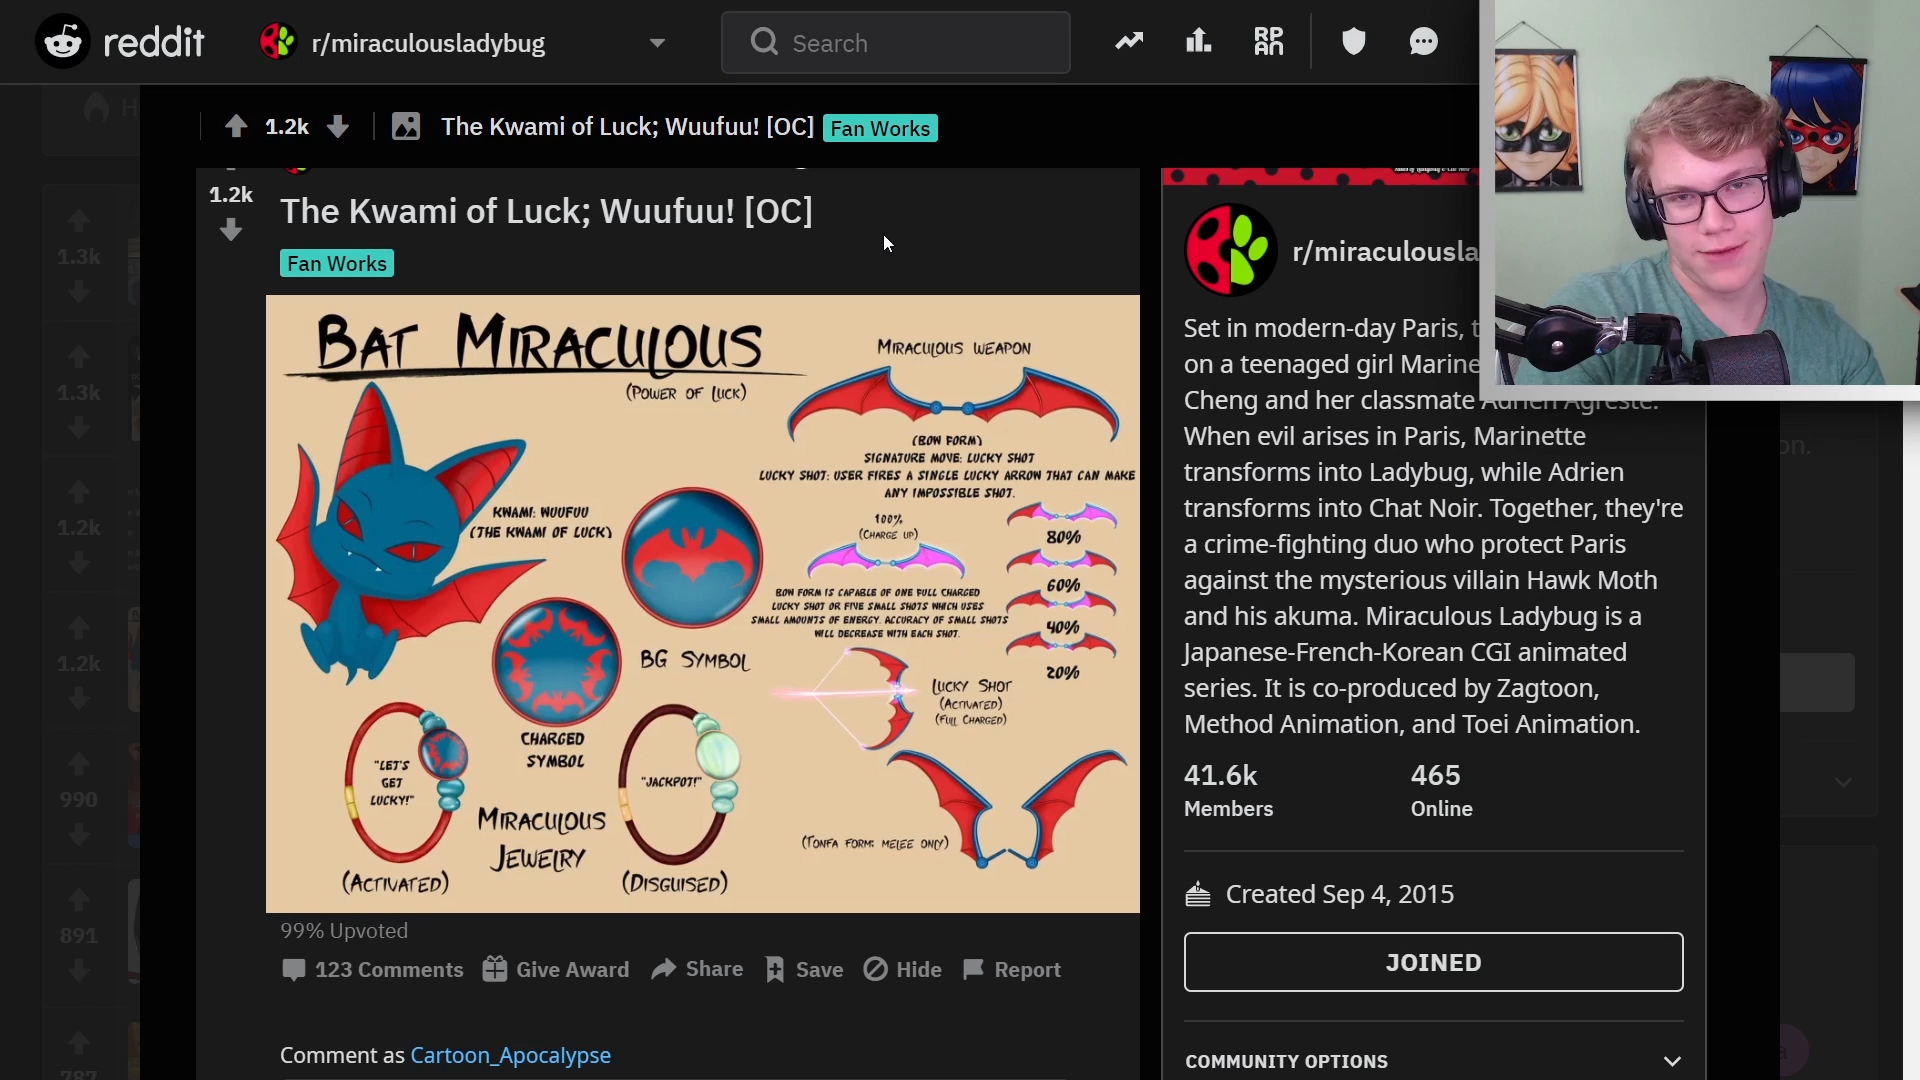 reddit
r/miraculousladybug
Search
RPAN
1.2k
The Kwami of Luck; Wuufuu! [OC]
Fan Works
1.2k
The Kwami of Luck; Wuufuu! [OC]
Fan Works
BAT MIRACULOUS
(POWER OF LUCK)
MIRACULOUS WEAPON
(BOW FORM)
SIGNATURE MOVE: LUCKY SHOT
LUCKY SHOT: USER FIRES A SINGLE LUCKY ARROW THAT CAN MAKE
ANY IMPOSSIBLE SHOT.
KWAMI: WUUFUU
(THE KWAMI OF LUCK)
100%
(CHARGE UP)
80%
60%
40%
20%
BOW FORM IS CAPABLE OF ONE FULL CHARGED
LUCKY SHOT OR FIVE SMALL SHOTS WHICH USES
SMALL AMOUNTS OF ENERGY. ACCURACY OF SMALL SHOTS
WILL DECREASE WITH EACH SHOT.
BG SYMBOL
LUCKY SHOT
(ACTIVATED)
(FULL CHARGED)
CHARGED
SYMBOL
"LET'S
GET
LUCKY!"
"JACKPOT!"
MIRACULOUS
JEWELRY
(ACTIVATED)
(DISGUISED)
(TONFA FORM; MELEE ONLY)
99% Upvoted
123 Comments
Give Award
Share
Save
Hide
Report
Comment as Cartoon_Apocalypse
r/miraculousla
Set in modern-day Paris, t
on a teenaged girl Marine
Cheng and her classmate Adrien Agreste.
When evil arises in Paris, Marinette
transforms into Ladybug, while Adrien
transforms into Chat Noir. Together, they're
a crime-fighting duo who protect Paris
against the mysterious villain Hawk Moth
and his akuma. Miraculous Ladybug is a
Japanese-French-Korean CGI animated
series. It is co-produced by Zagtoon,
Method Animation, and Toei Animation.
41.6k
Members
465
Online
Created Sep 4, 2015
JOINED
COMMUNITY OPTIONS
1.3k
1.3k
1.2k
1.2k
990
891
787
on.